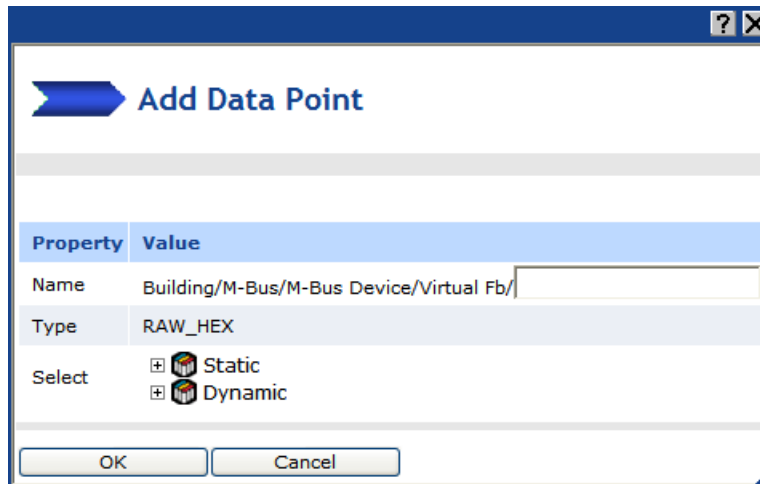 ?
Add Data Point
Property Value
Name Building/M-Bus/M-Bus Device/Virtual Fb/
Type RAW_HEX
Select Static
Dynamic
OK Cancel